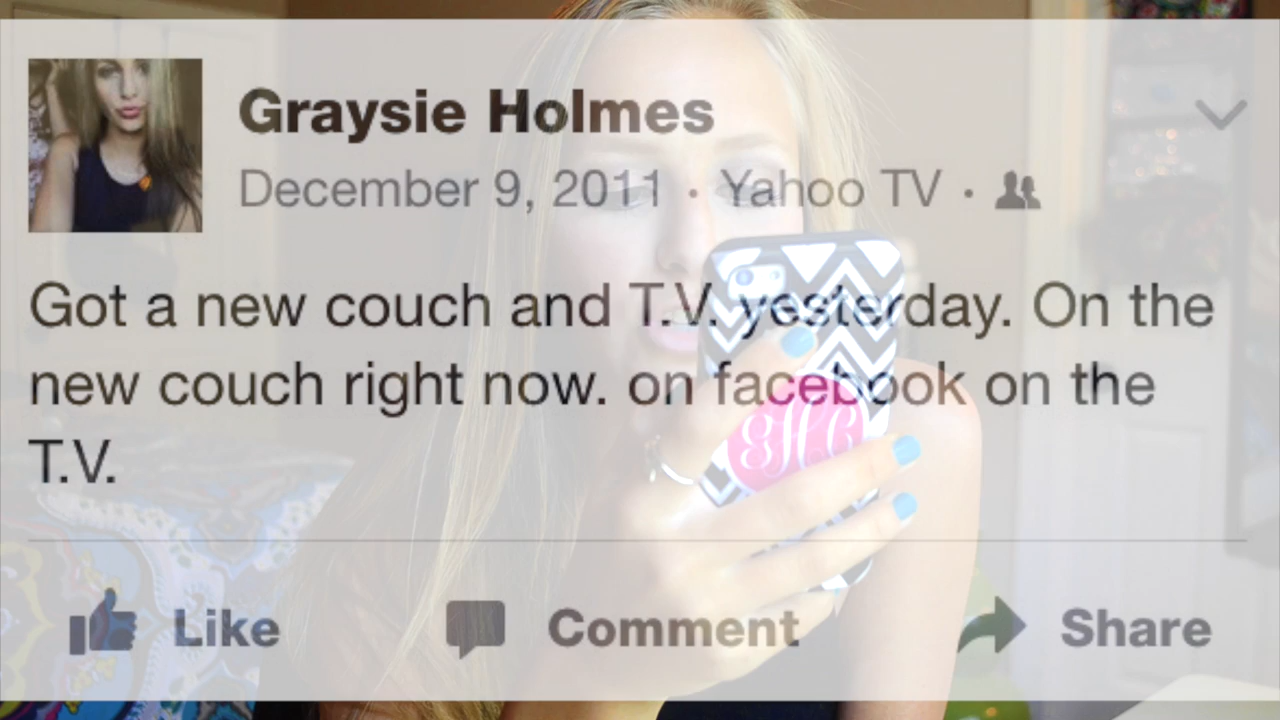 Graysie Holmes
December 9, 2011 · Yahoo TV ·
Got a new couch and T.V. yesterday. On the
new couch right now. on facebook on the
T.V.
Like Comment Share